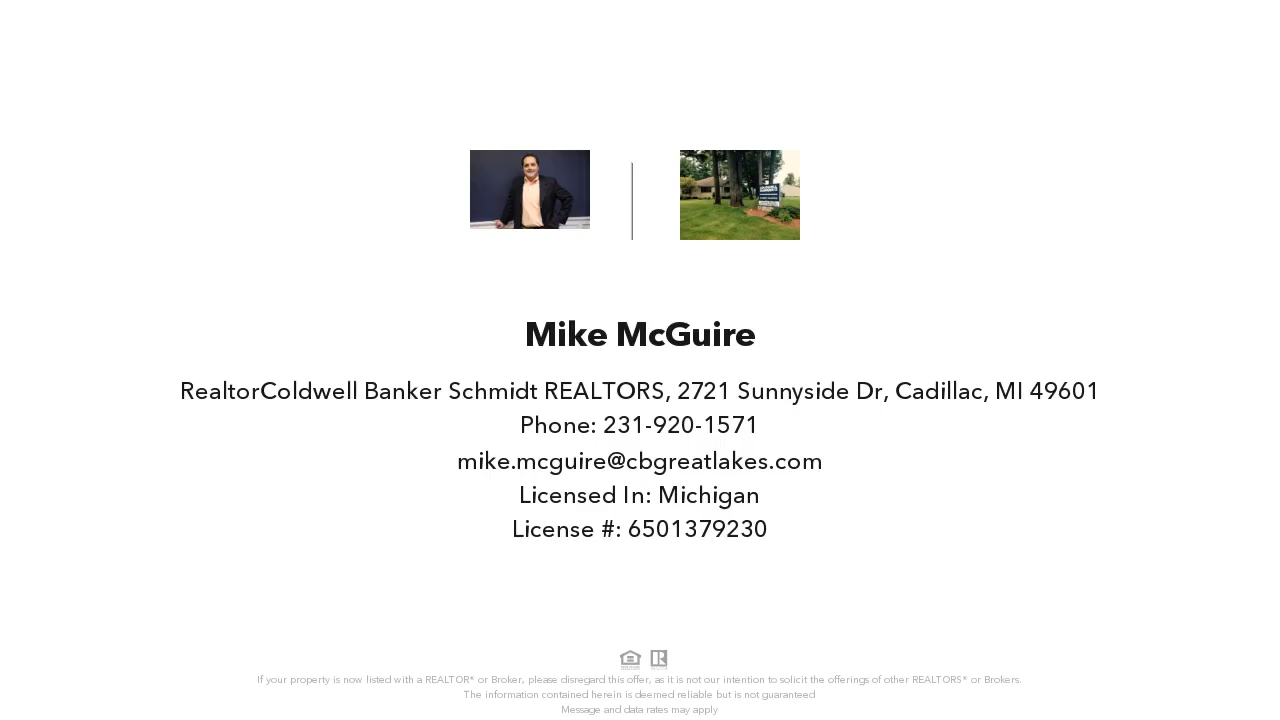 Mike McGuire
RealtorColdwell Banker Schmidt REALTORS, 2721 Sunnyside Dr, Cadillac, MI 49601
Phone: 231-920-1571
mike.mcguire@cbgreatlakes.com
Licensed In: Michigan
License #: 6501379230
If your property is now listed with a REALTOR® or Broker, please disregard this offer, as it is not our intention to solicit the offerings of other REALTORS® or Brokers.
The information contained herein is deemed reliable but is not guaranteed
Message and data rates may apply